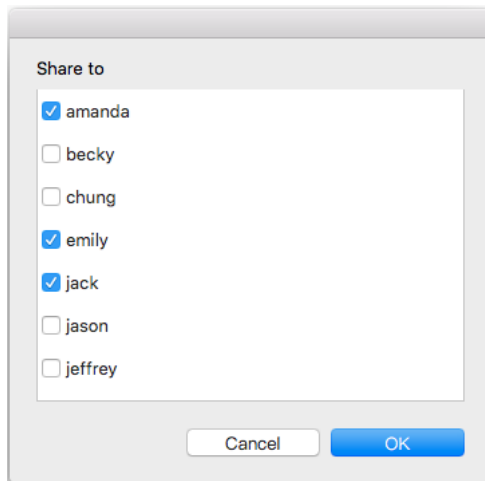 Share to
amanda
becky
chung
emily
jack
jason
jeffrey
Cancel OK